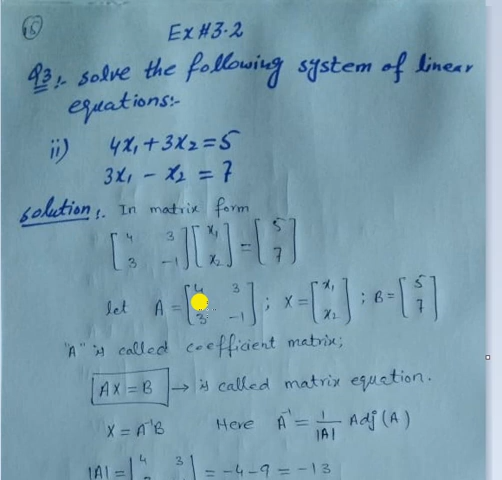 15
Ex # 3.2
Q3:- solve the following system of linear
equations:-
ii) 4x₁ + 3x₂ = 5
3x₁ - x₂ = 7
solution:. In matrix form
[4 3; 3 -1] [x₁; x₂] = [5; 7]
let A = [4 3; 3 -1]; X = [x₁; x₂]; B = [5; 7]
"A" is called coefficient matrix;
AX = B → is called matrix equation.
X = A⁻¹B Here A⁻¹ = 1/|A| Adj (A)
|A| = |4 3| = -4 -9 = -13